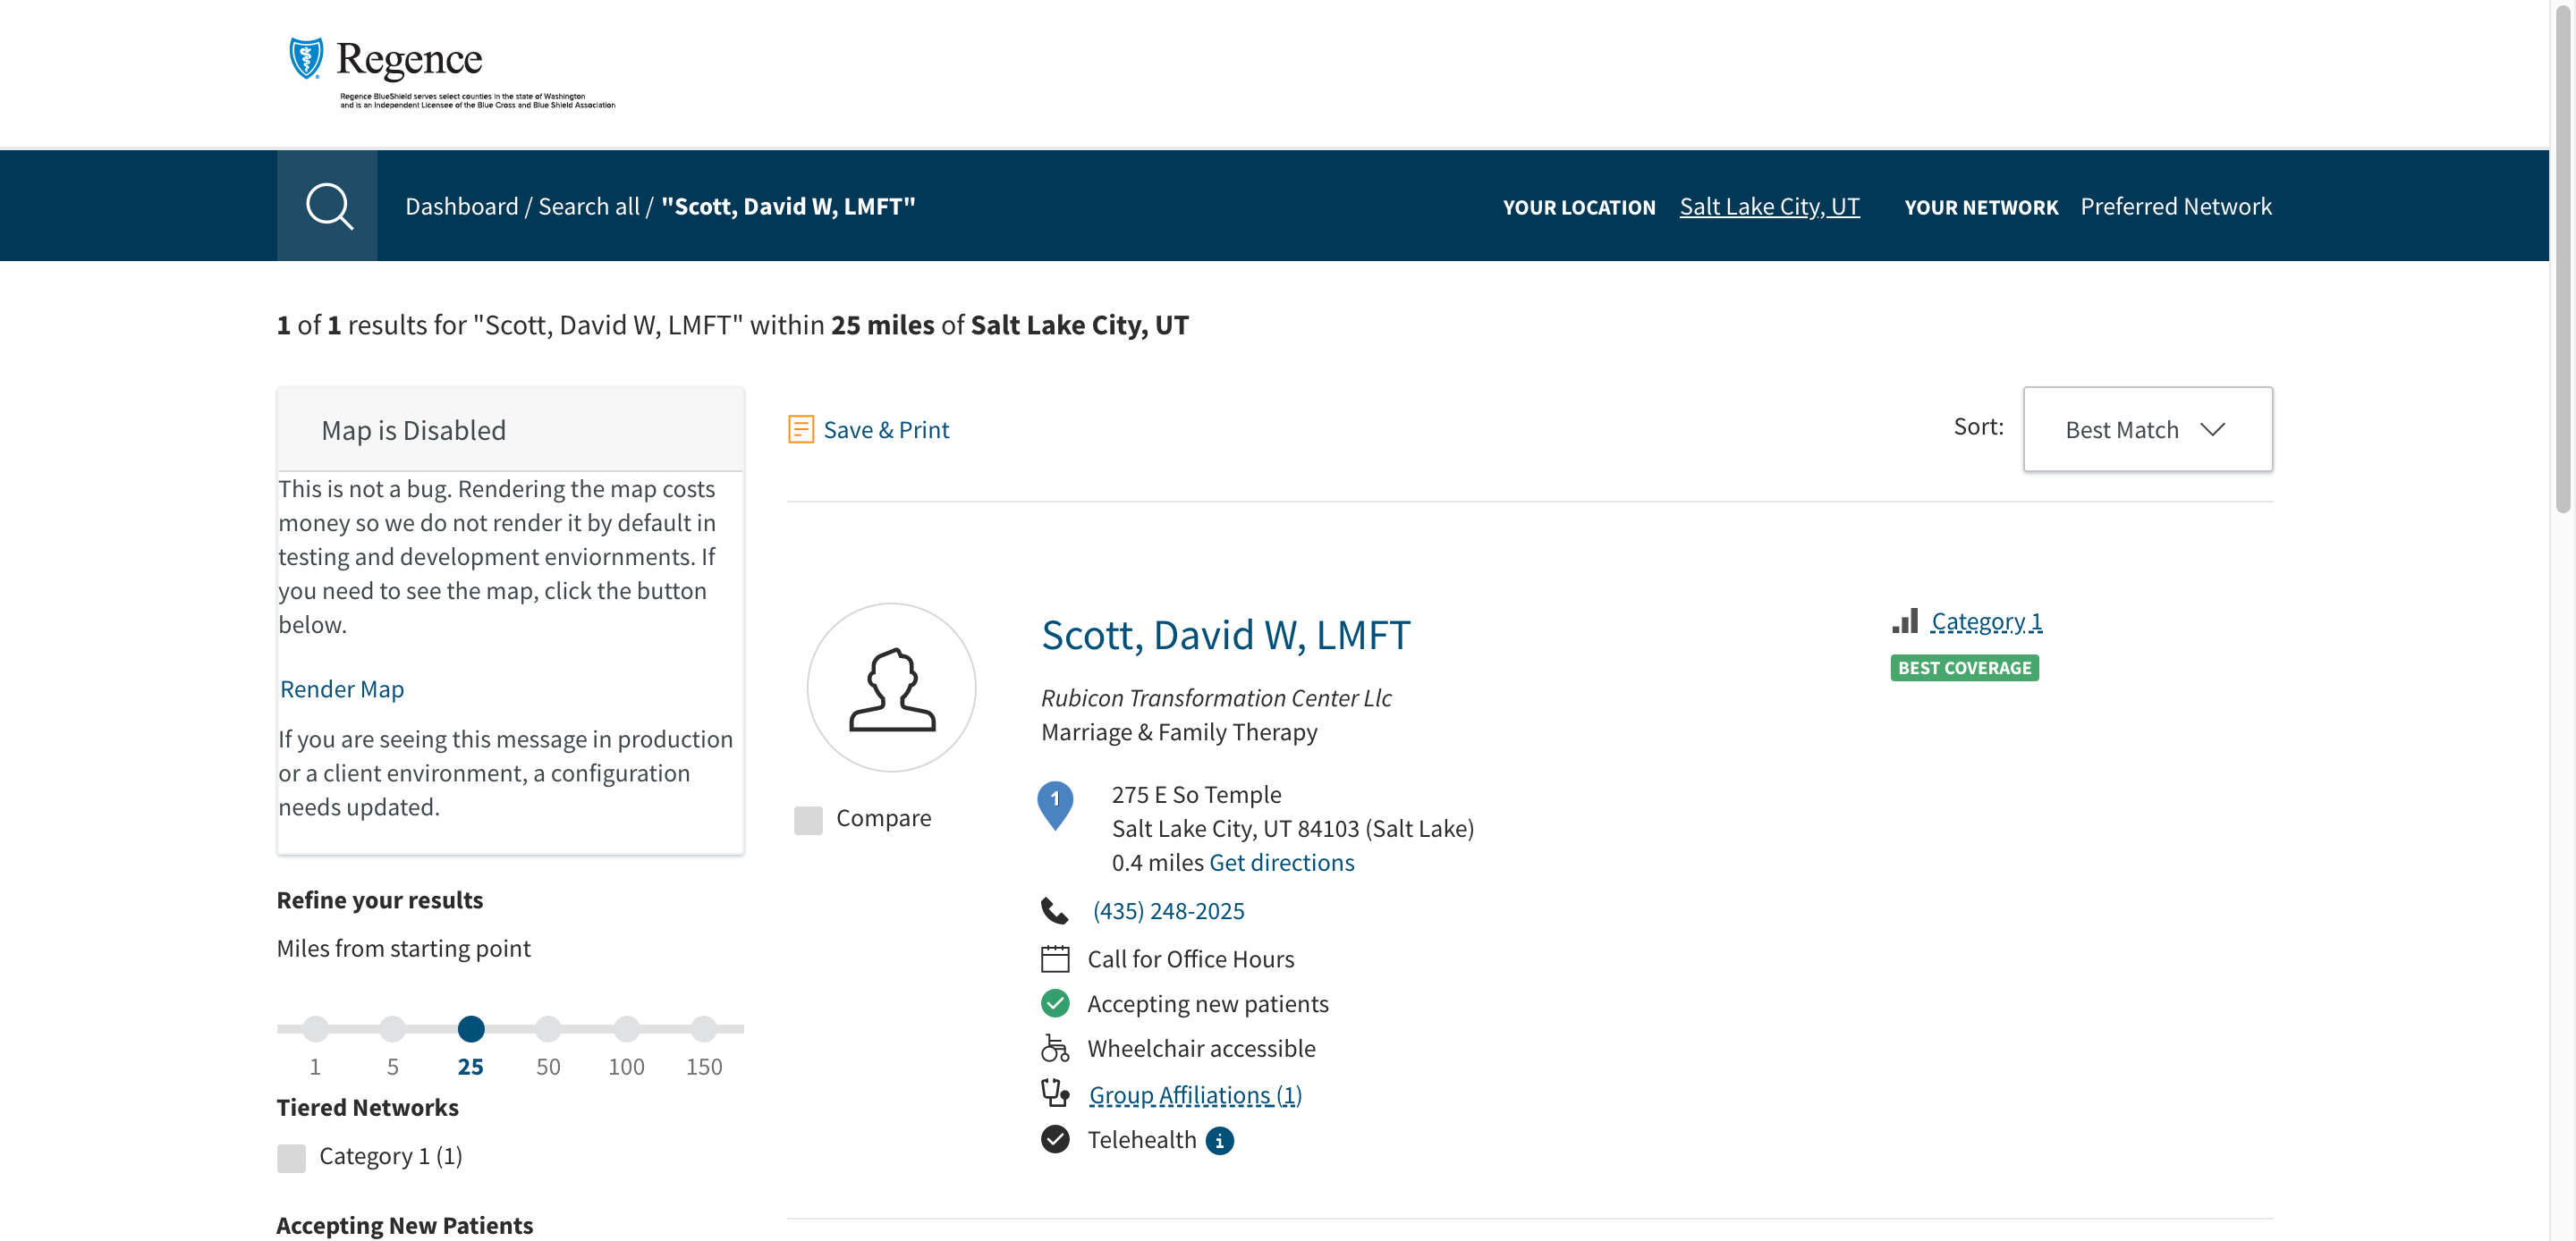 Regence
Regence BlueShield serves select counties in the state of Washington
and is an Independent Licensee of the Blue Cross and Blue Shield Association
Dashboard / Search all / "Scott, David W, LMFT"
YOUR LOCATION Salt Lake City, UT YOUR NETWORK Preferred Network
1 of 1 results for "Scott, David W, LMFT" within 25 miles of Salt Lake City, UT
Map is Disabled
This is not a bug. Rendering the map costs
money so we do not render it by default in
testing and development enviornments. If
you need to see the map, click the button
below.
Render Map
If you are seeing this message in production
or a client environment, a configuration
needs updated.
Refine your results
Miles from starting point
1 5 25 50 100 150
Tiered Networks
Category 1 (1)
Accepting New Patients
Save & Print
Sort: Best Match
Compare
Scott, David W, LMFT
Rubicon Transformation Center Llc
Marriage & Family Therapy
1
275 E So Temple
Salt Lake City, UT 84103 (Salt Lake)
0.4 miles Get directions
(435) 248-2025
Call for Office Hours
Accepting new patients
Wheelchair accessible
Group Affiliations (1)
Telehealth i
Category 1
BEST COVERAGE